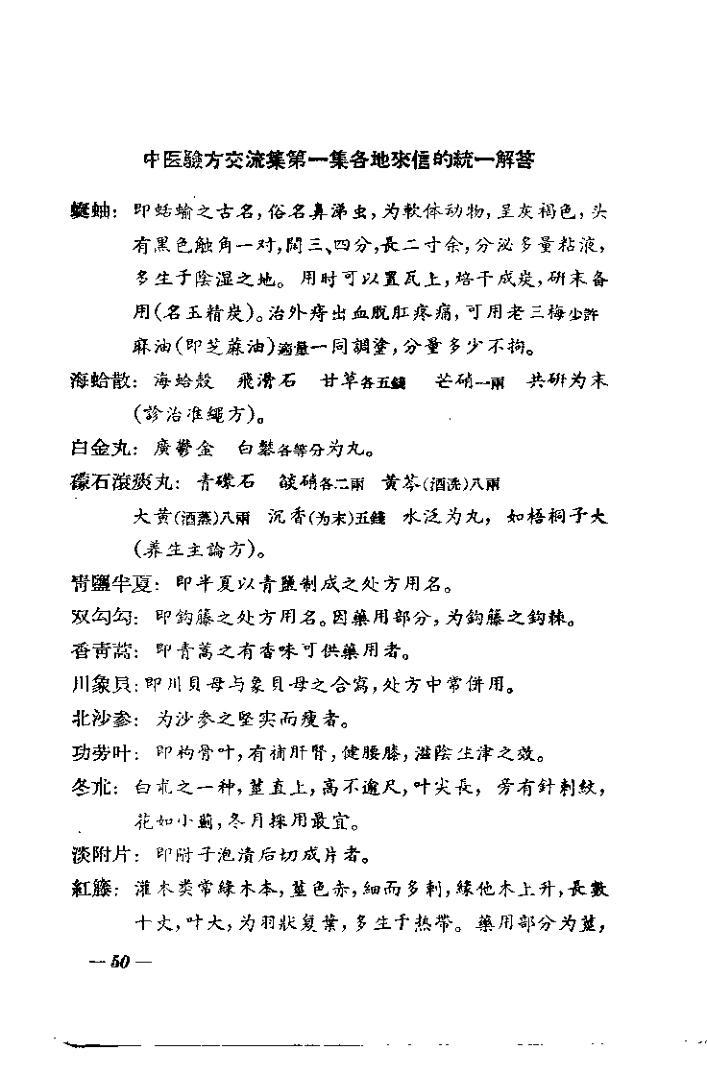 中医驗方交流集第一集各地來信的統一解答
蜒蚰：即蛞蝓之古名，俗名鼻涕虫，为軟体动物，呈灰褐色，头
有黑色触角一对，闊三、四分，長二寸余，分泌多量粘液，
多生于陰湿之地。用时可以置瓦上，焙干成炭，研末备
用(名玉精炭)。治外痔出血脫肛疼痛，可用老三梅少許
麻油(即芝蔴油)適量一同調塗，分量多少不拘。
海蛤散：海蛤殼　飛滑石　甘草各五錢　芒硝一兩　共研为末
(診治准繩方)。
白金丸：廣鬱金　白礬各等分为丸。
礞石滾痰丸：青礞石　燄硝各二兩　黄芩(酒洗)八兩
大黄(酒蒸)八兩　沉香(为末)五錢　水泛为丸，如梧桐子大
(养生主論方)。
青鹽半夏：即半夏以青鹽制成之处方用名。
双勾勾：即鈎籐之处方用名。因藥用部分，为鈎籐之鈎棘。
香青蒿：即青蒿之有香味可供藥用者。
川象貝：即川貝母与象貝母之合寫，处方中常併用。
北沙参：为沙参之堅实而瘦者。
功劳叶：即枸骨叶，有補肝腎，健腰膝，滋陰生津之效。
冬朮：白朮之一种，莖直上，高不逾尺，叶尖長，旁有針刺紋，
花如小薊，冬月採用最宜。
淡附片：即附子泡漬后切成片者。
紅籐：灌木类常綠木本，莖色赤，細而多刺，緣他木上升，長數
十丈，叶大，为羽狀复葉，多生于热帶。藥用部分为莖，
—50—